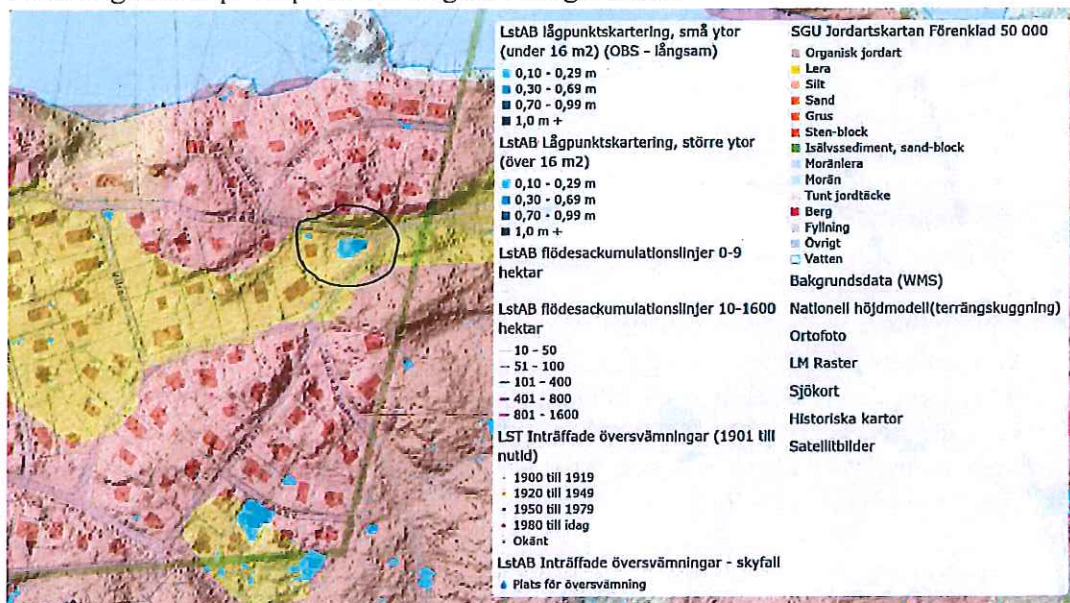 LstAB lågpunktskartering, små ytor
(under 16 m2) (OBS - långsam)
0,10 - 0,29 m
0,30 - 0,69 m
0,70 - 0,99 m
1,0 m +
LstAB Lågpunktskartering, större ytor
(över 16 m2)
0,10 - 0,29 m
0,30 - 0,69 m
0,70 - 0,99 m
1,0 m +
LstAB flödesackumulationslinjer 0-9
hektar
LstAB flödesackumulationslinjer 10-1600
hektar
10 - 50
51 - 100
101 - 400
401 - 800
801 - 1600
LST Inträffade översvämningar (1901 till
nutid)
1900 till 1919
1920 till 1949
1950 till 1979
1980 till idag
Okänt
LstAB Inträffade översvämningar - skyfall
Plats för översvämning
SGU Jordartskartan Förenklad 50 000
Organisk jordart
Lera
Silt
Sand
Grus
Sten-block
Isälvssediment, sand-block
Moränlera
Morän
Tunt jordtäcke
Berg
Fyllning
Övrigt
Vatten
Bakgrundsdata (WMS)
Nationell höjdmodell(terrängskuggning)
Ortofoto
LM Raster
Sjökort
Historiska kartor
Satellitbilder